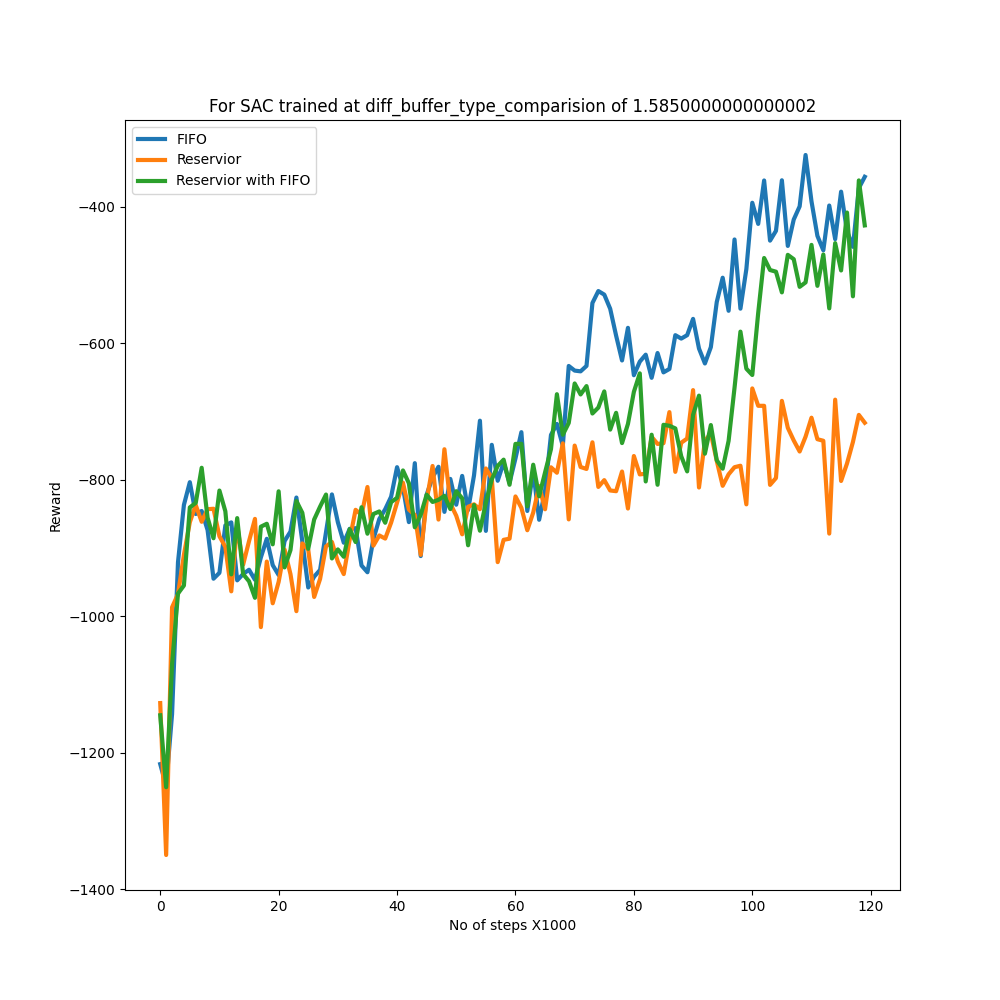 For SAC trained at diff_buffer_type_comparision of 1.5850000000000002
FIFO
Reservior
Reservior with FIFO
−400
−600
−800
−1000
−1200
−1400
Reward
0 20 40 60 80 100 120
No of steps X1000